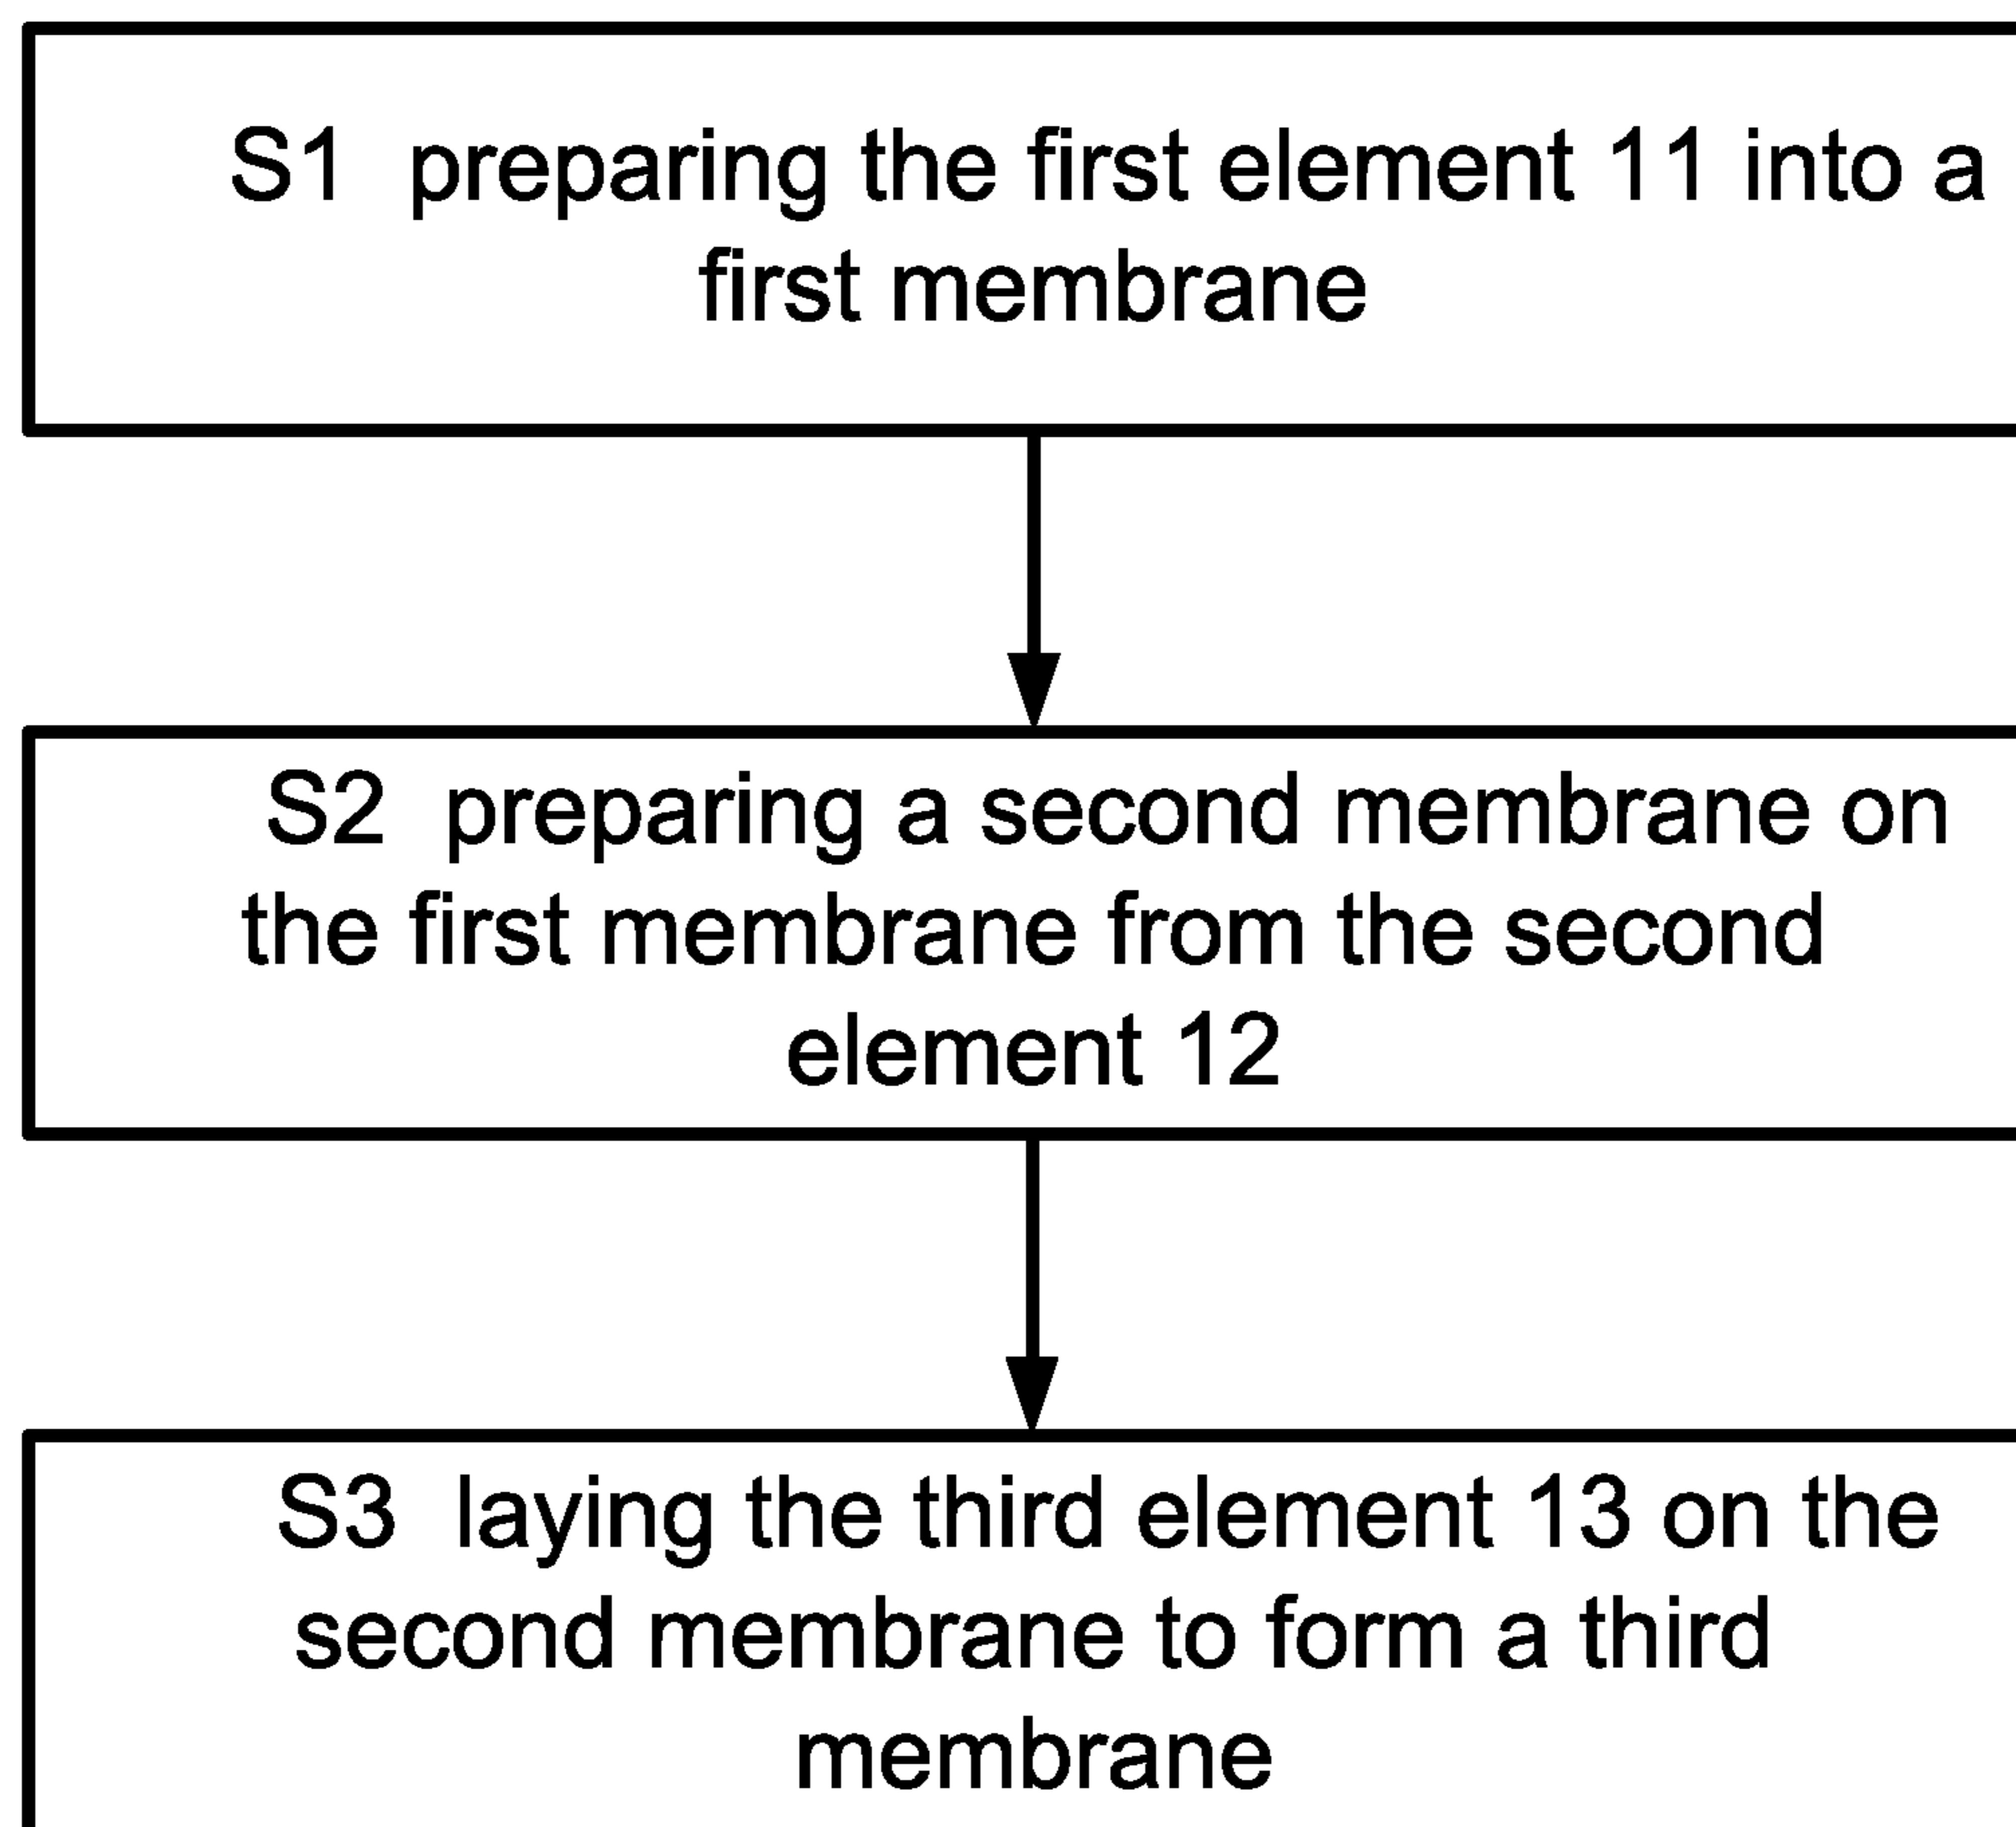 S1 preparing the first element 11 into a
first membrane
S2 preparing a second membrane on
the first membrane from the second
element 12
S3 laying the third element 13 on the
second membrane to form a third
membrane